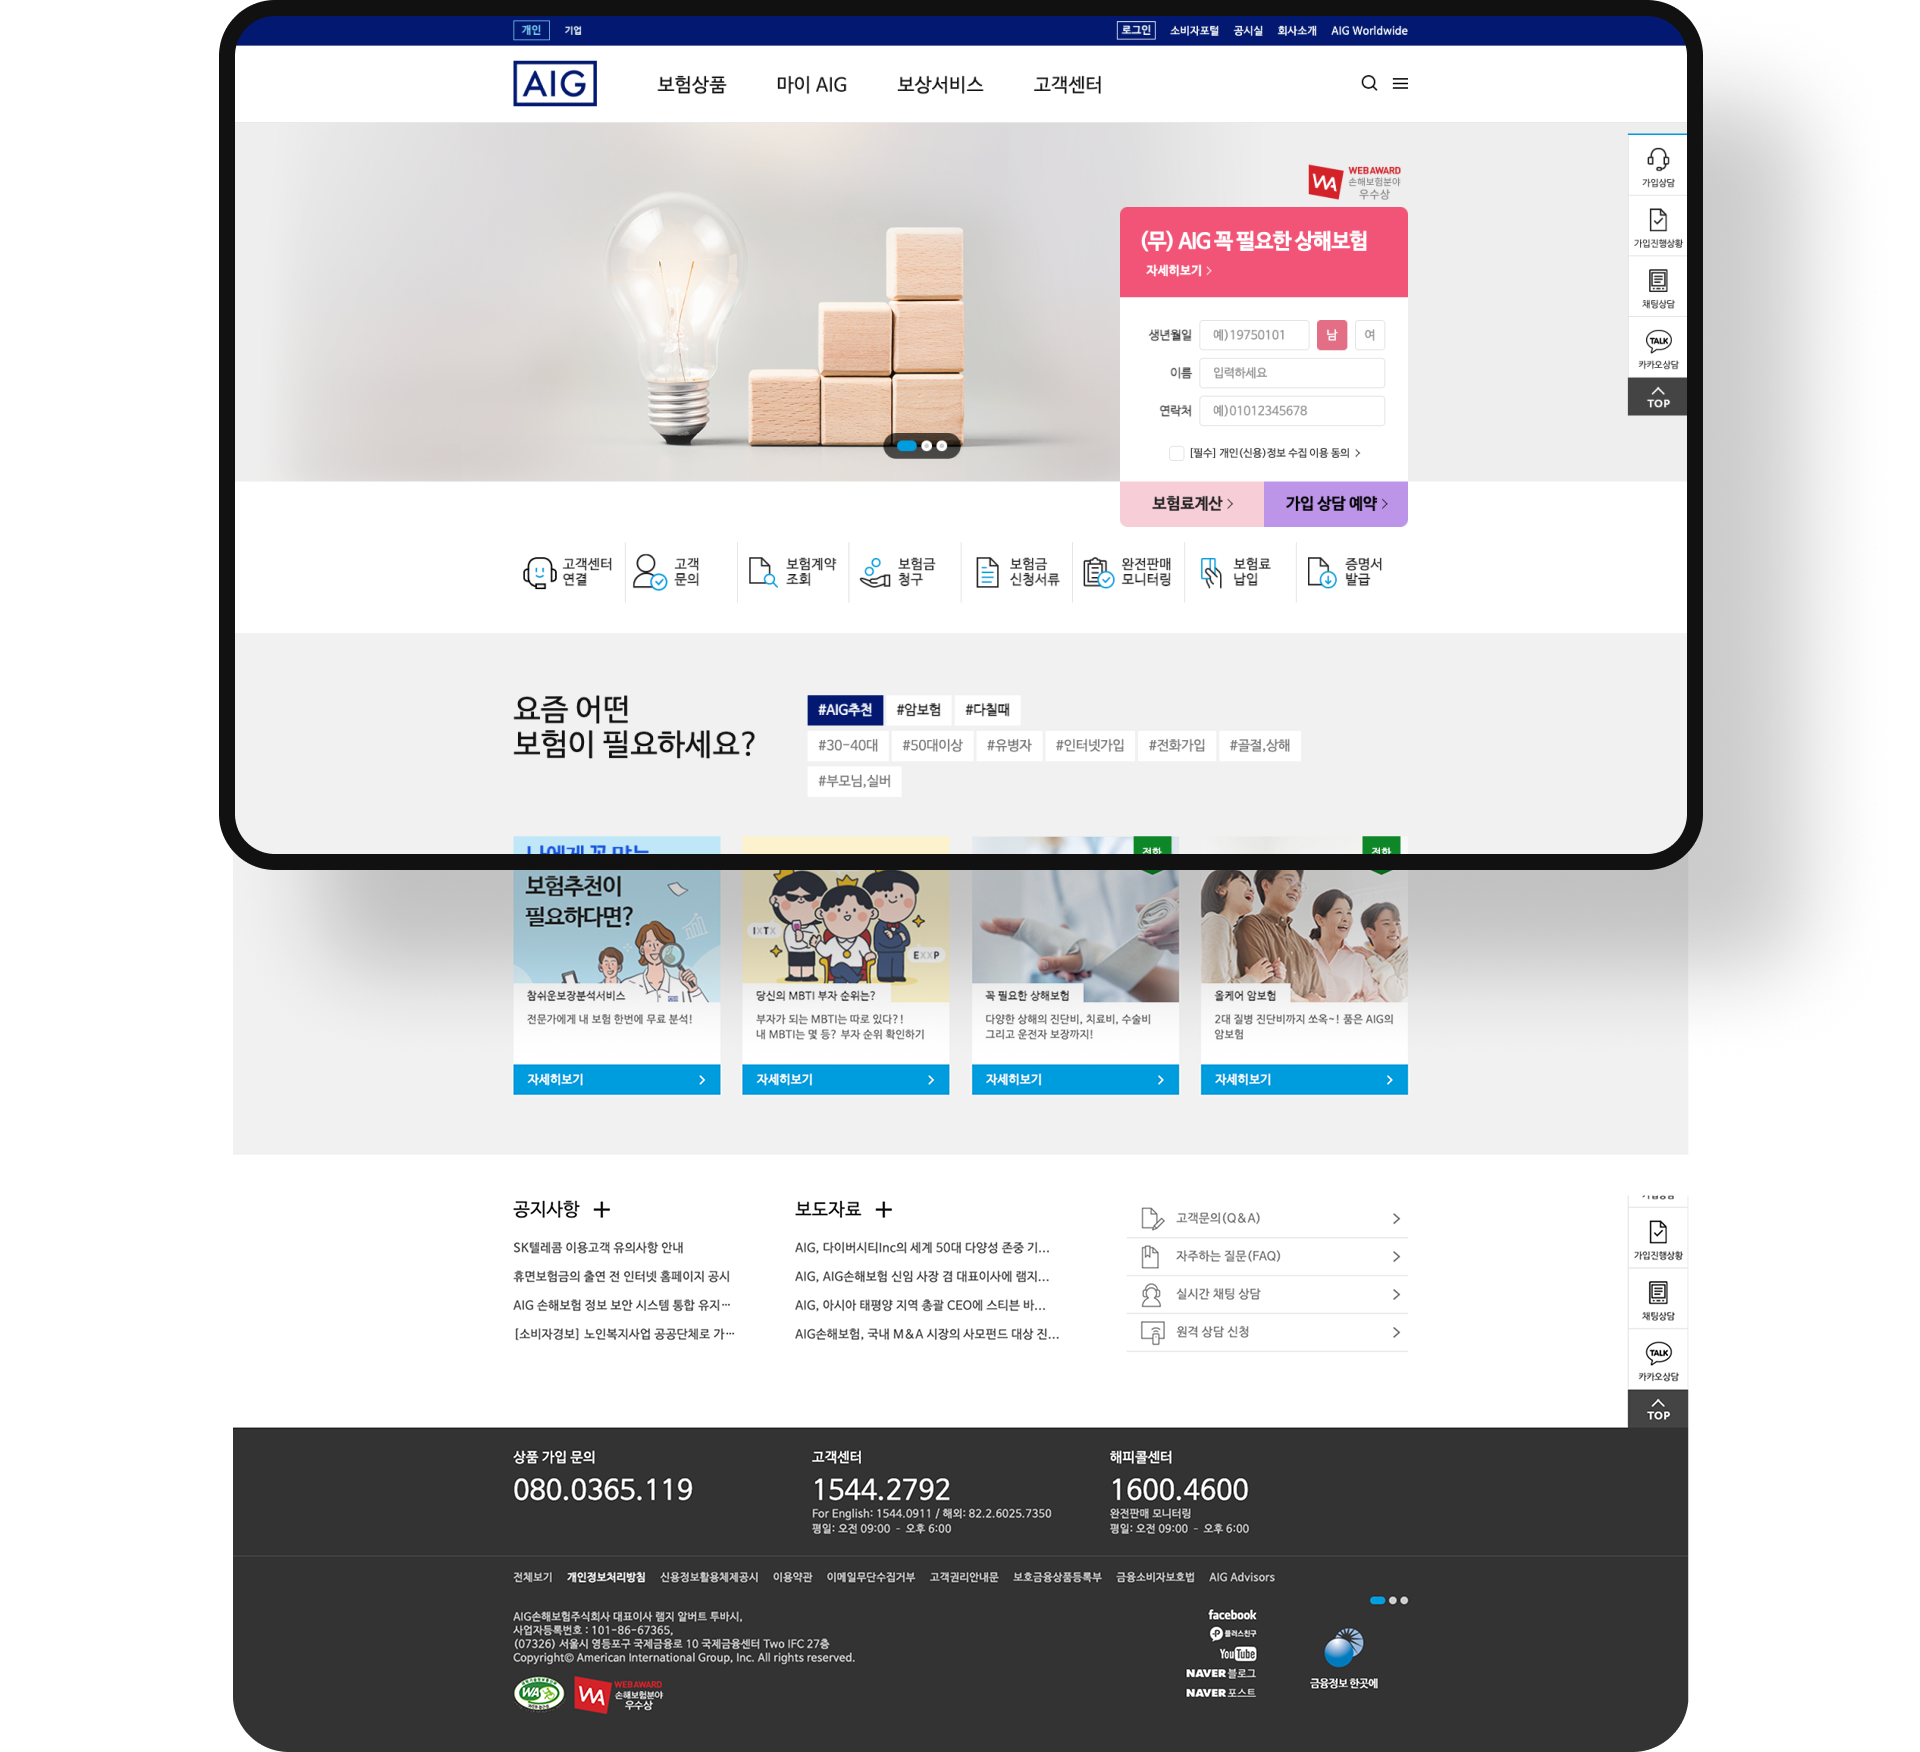 개인 기업 로그인 소비자포털 공시실 회사소개 AIG Worldwide
AIG 보험상품 마이 AIG 보상서비스 고객센터
WEB AWARD
손해보험분야
우수상
WA
(무) AIG 꼭 필요한 상해보험
자세히보기
생년월일 예)19750101 남 여
이름 입력하세요
연락처 예)01012345678
[필수] 개인(신용)정보 수집 이용 동의
보험료계산 가입 상담 예약
가입상담
가입진행상황
채팅상담
TALK
카카오상담
TOP
고객센터
연결
고객
문의
보험계약
조회
보험금
청구
보험금
신청서류
완전판매
모니터링
보험료
납입
증명서
발급
요즘 어떤
보험이 필요하세요?
#AIG추천 #암보험 #다칠때
#30-40대 #50대이상 #유병자 #인터넷가입 #전화가입 #골절,상해
#부모님,실버
나에게 꼭 맞는
보험추천이
필요하다면?
참쉬운보장분석서비스
전문가에게 내 보험 한번에 무료 분석!
자세히보기
IXTX
EXXP
당신의 MBTI 부자 순위는?
부자가 되는 MBTI는 따로 있다?!
내 MBTI는 몇 등? 부자 순위 확인하기
자세히보기
전화
꼭 필요한 상해보험
다양한 상해의 진단비, 치료비, 수술비
그리고 운전자 보장까지!
자세히보기
전화
올케어 암보험
2대 질병 진단비까지 쏘옥~! 품은 AIG의
암보험
자세히보기
공지사항 +
SK텔레콤 이용고객 유의사항 안내
휴면보험금의 출연 전 인터넷 홈페이지 공시
AIG 손해보험 정보 보안 시스템 통합 유지…
[소비자경보] 노인복지사업 공공단체로 가…
보도자료 +
AIG, 다이버시티Inc의 세계 50대 다양성 존중 기...
AIG, AIG손해보험 신임 사장 겸 대표이사에 램지...
AIG, 아시아 태평양 지역 총괄 CEO에 스티븐 바...
AIG손해보험, 국내 M&A 시장의 사모펀드 대상 진...
고객문의(Q&A)
자주하는 질문(FAQ)
실시간 채팅 상담
원격 상담 신청
가입상담
가입진행상황
채팅상담
TALK
카카오상담
TOP
상품 가입 문의
080.0365.119
고객센터
1544.2792
For English: 1544.0911 / 해외: 82.2.6025.7350
평일: 오전 09:00 - 오후 6:00
해피콜센터
1600.4600
완전판매 모니터링
평일: 오전 09:00 - 오후 6:00
전체보기 개인정보처리방침 신용정보활용체제공시 이용약관 이메일무단수집거부 고객권리안내문 보호금융상품등록부 금융소비자보호법 AIG Advisors
AIG손해보험주식회사 대표이사 램지 알버트 투바시,
사업자등록번호 : 101-86-67365,
(07326) 서울시 영등포구 국제금융로 10 국제금융센터 Two IFC 27층
Copyright© American International Group, Inc. All rights reserved.
WA
WA
WEB AWARD
손해보험분야
우수상
facebook
플러스친구
YouTube
NAVER 블로그
NAVER 포스트
금융정보 한곳에